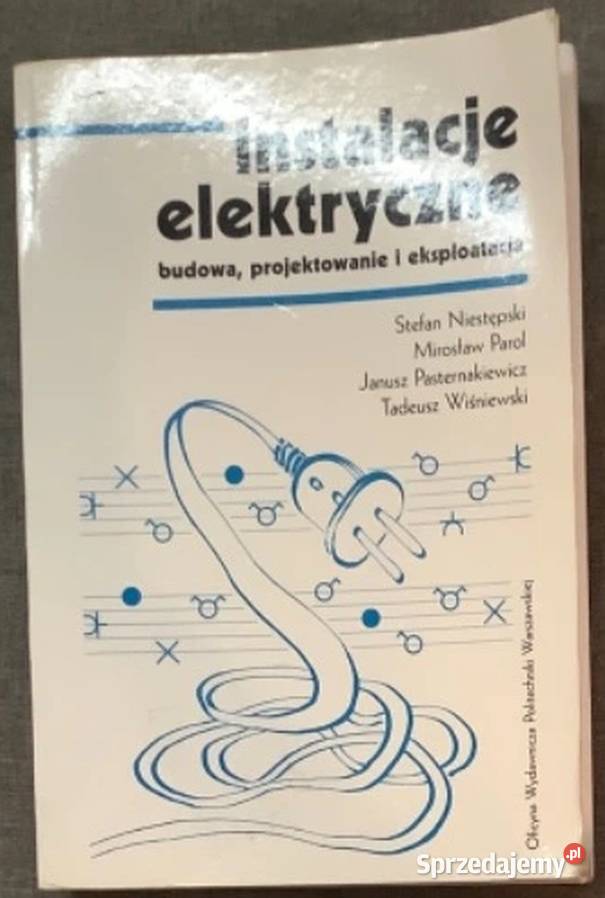 Instalacje
elektryczne
budowa, projektowanie i eksploatacja
Stefan Niestępski
Mirosław Parol
Janusz Pasternakiewicz
Tadeusz Wiśniewski
Oficyna Wydawnicza Politechniki Warszawskiej
Sprzedajemy.pl